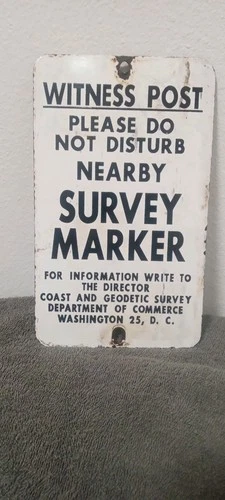 WITNESS POST
PLEASE DO
NOT DISTURB
NEARBY
SURVEY
MARKER
FOR INFORMATION WRITE TO
THE DIRECTOR
COAST AND GEODETIC SURVEY
DEPARTMENT OF COMMERCE
WASHINGTON 25, D. C.